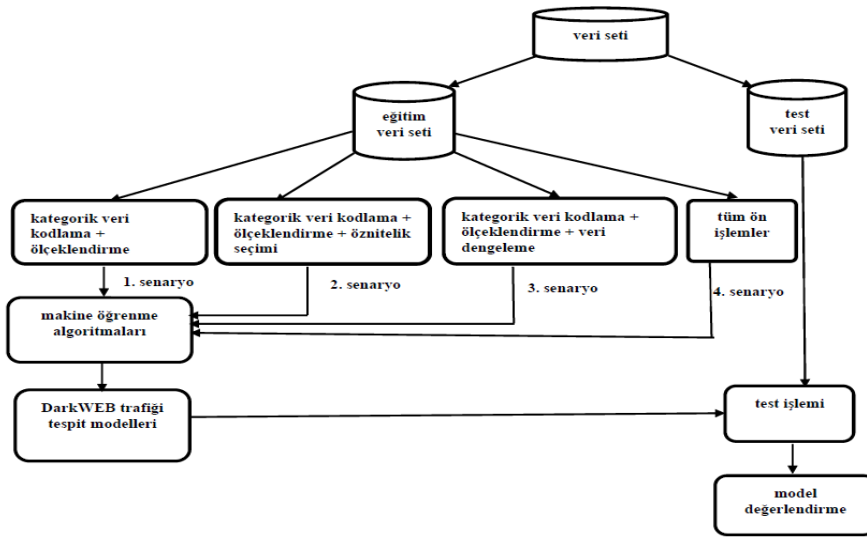 veri seti
eğitim
veri seti
test
veri seti
kategorik veri
kodlama +
ölçeklendirme
kategorik veri kodlama +
ölçeklendirme + öznitelik
seçimi
kategorik veri kodlama +
ölçeklendirme + veri
dengeleme
tüm ön
işlemler
1. senaryo
2. senaryo
3. senaryo
4. senaryo
makine öğrenme
algoritmaları
DarkWEB trafiği
tespit modelleri
test işlemi
model
değerlendirme